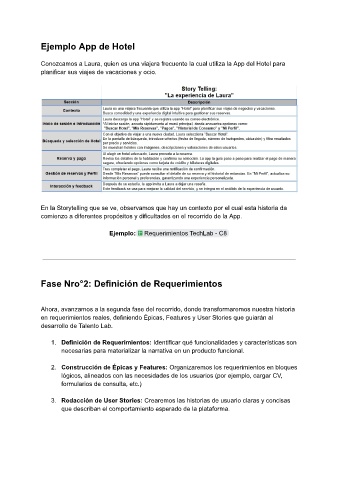 Ejemplo App de Hotel
Conozcamos a Laura, quien es una viajera frecuente la cual utiliza la App del Hotel para
planificar sus viajes de vacaciones y ocio.
Story Telling:
"La experiencia de Laura"
Sección Descripción
Contexto Laura es una viajera frecuente que utiliza la app "Hotel" para planificar sus viajes de negocios y vacaciones.
Busca comodidad y una experiencia digital intuitiva para gestionar sus reservas.
Inicio de sesión e introducción Laura descarga la app "Hotel" y se registra usando su correo electrónico.
"Al iniciar sesión, accede rápidamente al menú principal, donde encuentra opciones como:
"Buscar Hotel", "Mis Reservas", "Pagos", "Historial de Consumo" y "Mi Perfil".
Búsqueda y selección de Hotel Con el objetivo de viajar a una nueva ciudad, Laura selecciona "Buscar Hotel".
En la pantalla de búsqueda, introduce criterios (fecha de llegada, número de huéspedes, ubicación) y filtra resultados
por precio y servicios.
Se muestran hoteles con imágenes, descripciones y valoraciones de otros usuarios.
Reserva y pago Al elegir un hotel adecuado, Laura procede a la reserva.
Revisa los detalles de la habitación y confirma su selección. La app la guía paso a paso para realizar el pago de manera
segura, ofreciendo opciones como tarjeta de crédito y billeteras digitales.
Gestión de reservas y Perfil Tras completar el pago, Laura recibe una notificación de confirmación.
Desde "Mis Reservas" puede consultar el detalle de su reserva y el historial de estancias. En "Mi Perfil", actualiza su
información personal y preferencias, garantizando una experiencia personalizada.
Interacción y feedback Después de su estadía, la app invita a Laura a dejar una reseña.
Este feedback se usa para mejorar la calidad del servicio, y se integra en el análisis de la experiencia de usuario.
En la Storytelling que se ve, observamos que hay un contexto por el cual esta historia da
comienzo a diferentes propósitos y dificultades en el recorrido de la App.
Ejemplo: Requerimientos TechLab - C8
Fase Nro°2: Definición de Requerimientos
Ahora, avanzamos a la segunda fase del recorrido, donde transformaremos nuestra historia
en requerimientos reales, definiendo Épicas, Features y User Stories que guiarán al
desarrollo de Talento Lab.
1. Definición de Requerimientos: Identificar qué funcionalidades y características son
necesarias para materializar la narrativa en un producto funcional.
2. Construcción de Épicas y Features: Organizaremos los requerimientos en bloques
lógicos, alineados con las necesidades de los usuarios (por ejemplo, cargar CV,
formularios de consulta, etc.)
3. Redacción de User Stories: Crearemos las historias de usuario claras y concisas
que describan el comportamiento esperado de la plataforma.